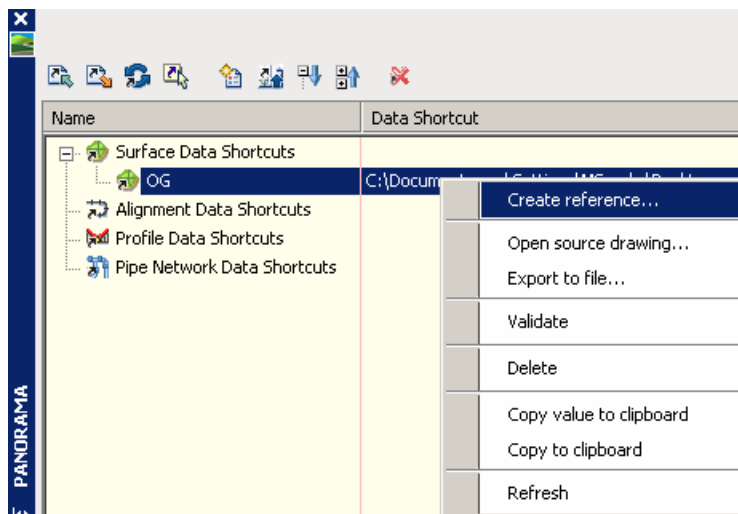 Name
Data Shortcut
Surface Data Shortcuts
OG
Alignment Data Shortcuts
Profile Data Shortcuts
Pipe Network Data Shortcuts
Create reference...
Open source drawing...
Export to file...
Validate
Delete
Copy value to clipboard
Copy to clipboard
Refresh
PANORAMA